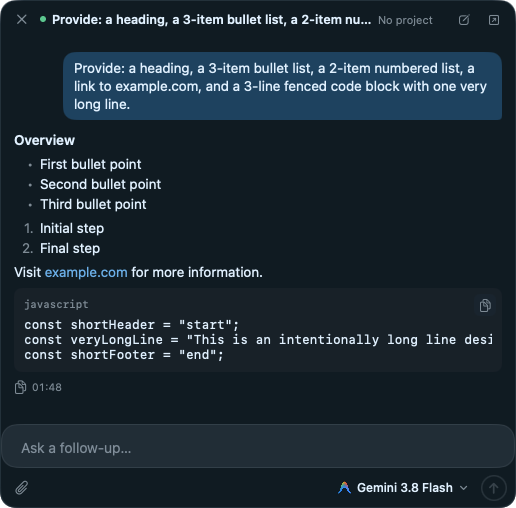 Provide: a heading, a 3-item bullet list, a 2-item nu... No project
Provide: a heading, a 3-item bullet list, a 2-item numbered list, a
link to example.com, and a 3-line fenced code block with one very
long line.
Overview
• First bullet point
• Second bullet point
• Third bullet point
1. Initial step
2. Final step
Visit example.com for more information.
javascript
const shortHeader = "start";
const veryLongLine = "This is an intentionally long line desi
const shortFooter = "end";
01:48
Ask a follow-up...
Gemini 3.8 Flash